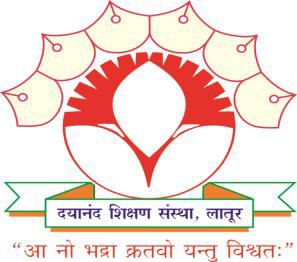 दयानंद शिक्षण संस्था, लातूर
“आ नो भद्रा क्रतवो यन्तु विश्वतः”